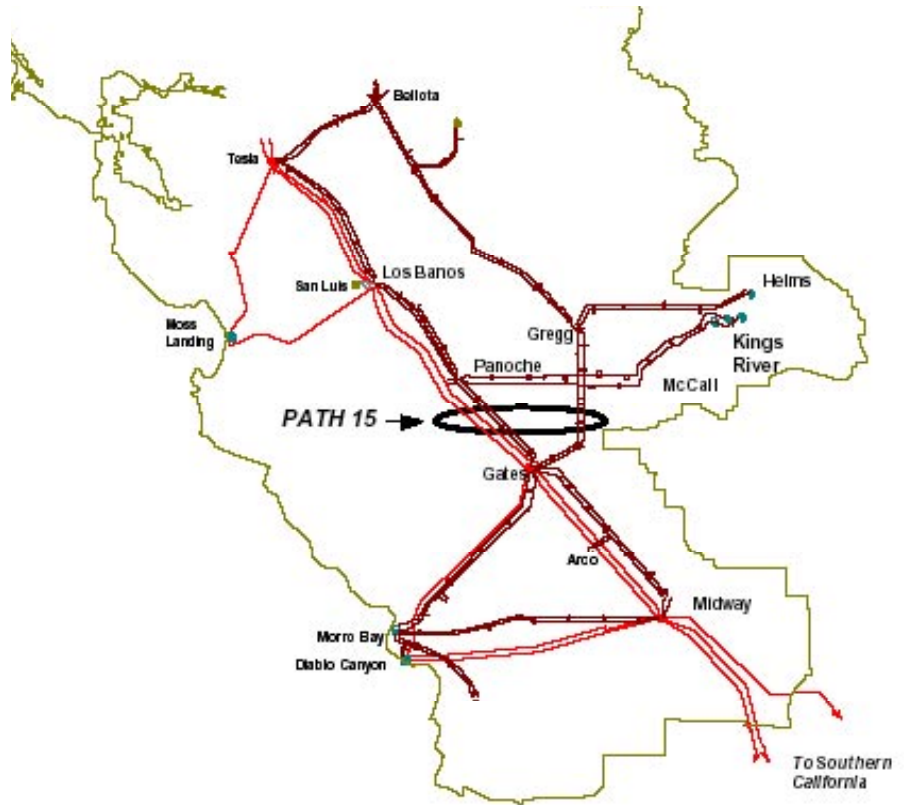 Bellota
Tesla
Los Banos
San Luis
Helms
Moss
Landing
Gregg
Kings
River
Panoche
McCall
PATH 15
Gates
Arco
Midway
Morro Bay
Diablo Canyon
To Southern
California